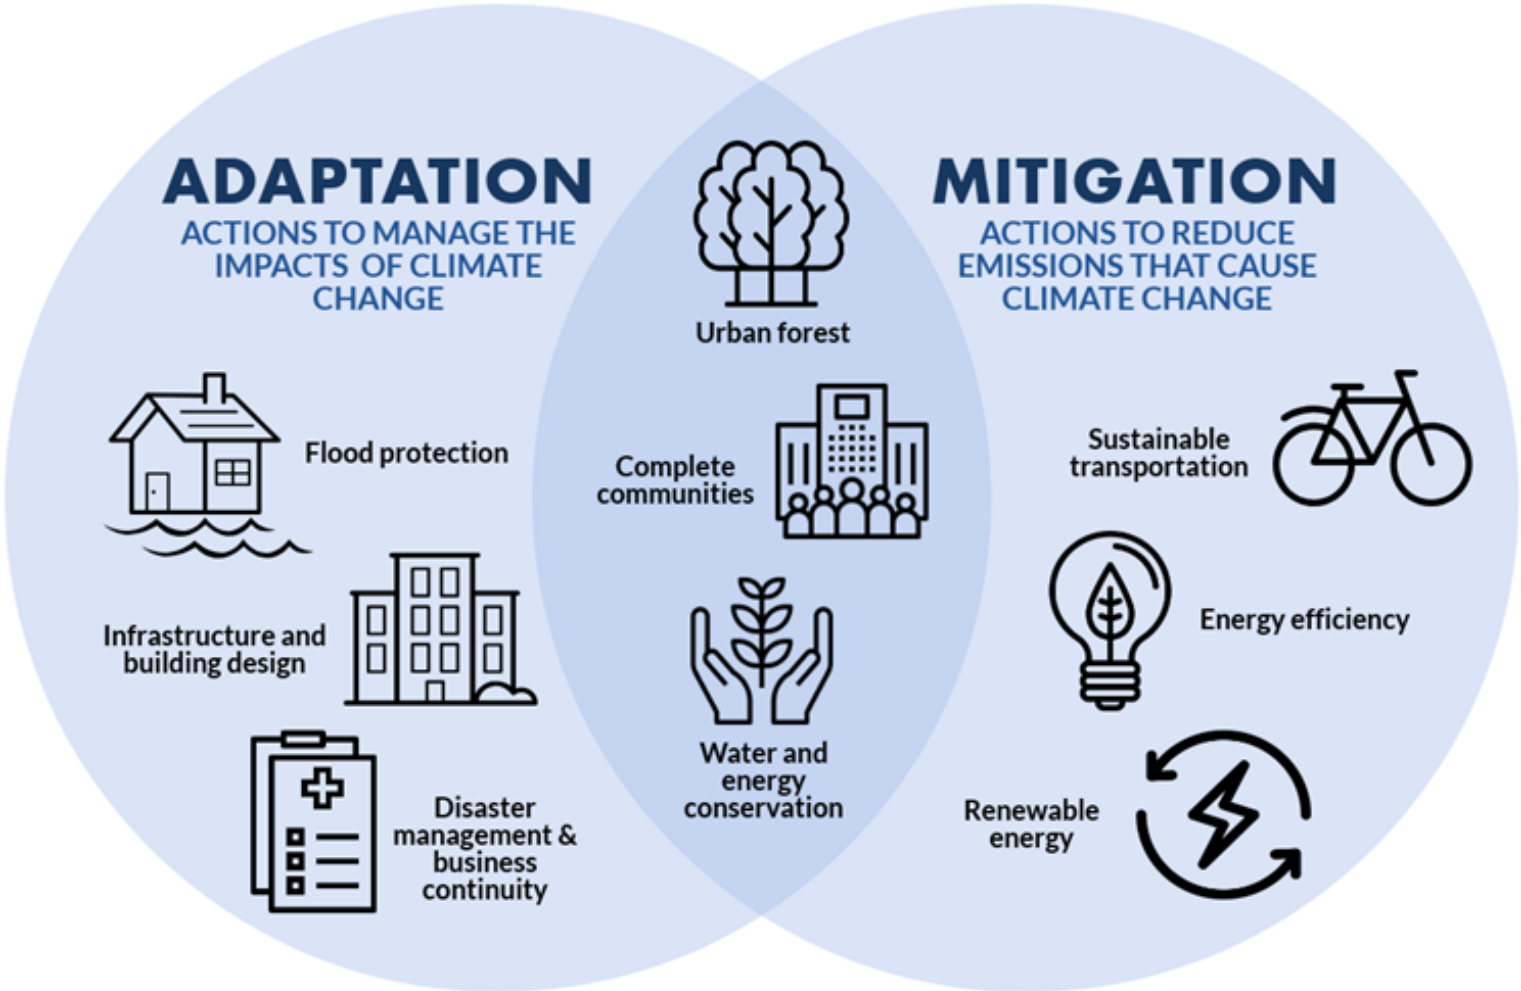 ADAPTATION
ACTIONS TO MANAGE THE
IMPACTS OF CLIMATE
CHANGE
Flood protection
Infrastructure and
building design
Disaster
management &
business
continuity
Urban forest
Complete
communities
Water and
energy
conservation
MITIGATION
ACTIONS TO REDUCE
EMISSIONS THAT CAUSE
CLIMATE CHANGE
Sustainable
transportation
Energy efficiency
Renewable
energy